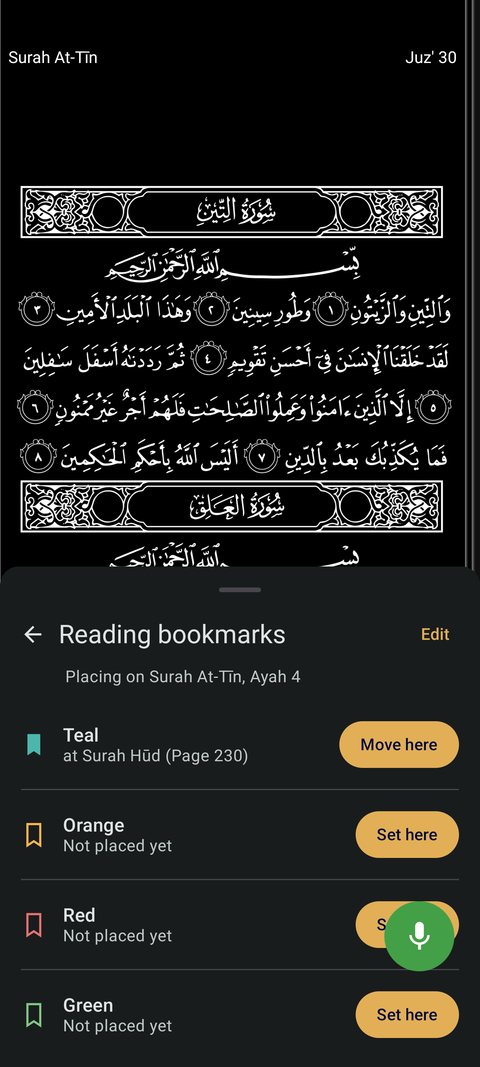 Surah At-Tīn
Juz' 30
سُورَةُ التِّينِ
بِسْمِ ٱللَّهِ ٱلرَّحْمَٰنِ ٱلرَّحِيمِ
وَٱلتِّينِ وَٱلزَّيْتُونِ ١ وَطُورِ سِينِينَ ٢ وَهَٰذَا ٱلْبَلَدِ ٱلْأَمِينِ ٣
لَقَدْ خَلَقْنَا ٱلْإِنسَٰنَ فِىٓ أَحْسَنِ تَقْوِيمٍ ٤ ثُمَّ رَدَدْنَٰهُ أَسْفَلَ سَٰفِلِينَ
٥ إِلَّا ٱلَّذِينَ ءَامَنُوا۟ وَعَمِلُوا۟ ٱلصَّٰلِحَٰتِ فَلَهُمْ أَجْرٌ غَيْرُ مَمْنُونٍ ٦
فَمَا يُكَذِّبُكَ بَعْدُ بِٱلدِّينِ ٧ أَلَيْسَ ٱللَّهُ بِأَحْكَمِ ٱلْحَٰكِمِينَ ٨
سُورَةُ العَلَقِ
بِسْمِ ٱللَّهِ ٱلرَّحْمَٰنِ ٱلرَّحِيمِ
Reading bookmarks
Edit
Placing on Surah At-Tīn, Ayah 4
Teal
at Surah Hūd (Page 230)
Move here
Orange
Not placed yet
Set here
Red
Not placed yet
Green
Not placed yet
Set here